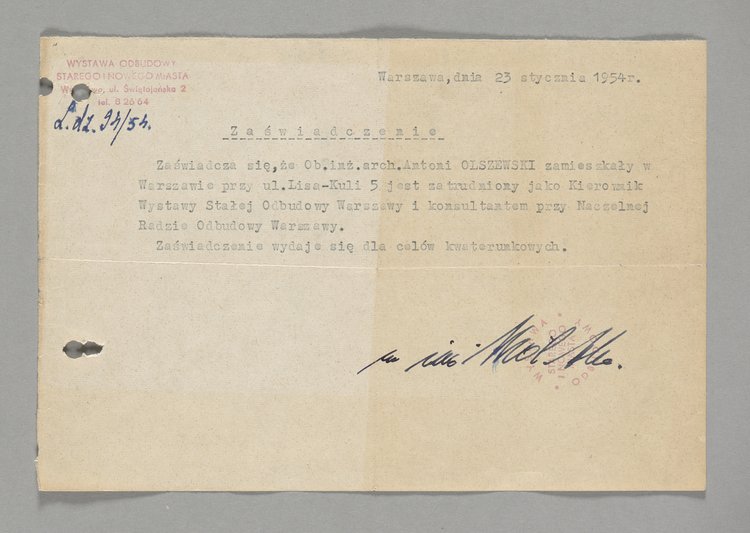 WYSTAWA ODBUDOWY
STAREGO I NOWEGO MIASTA
ul. Świętojańska 2
tel. 8 26 64
L.dz. 94/54.
Warszawa,dnia 23 stycznia 1954r.
Zaświadczenie
Zaświadcza się,że Ob.inż.arch.Antoni OLSZEWSKI zamieszkały w
Warszawie przy ul.Lisa-Kuli 5 jest zatrudniony jako Kierownik
Wystawy Stałej Odbudowy Warszawy i konsultantem przy Naczelnej
Radzie Odbudowy Warszawy.
Zaświadczenie wydaje się dla celów kwaterunkowych.